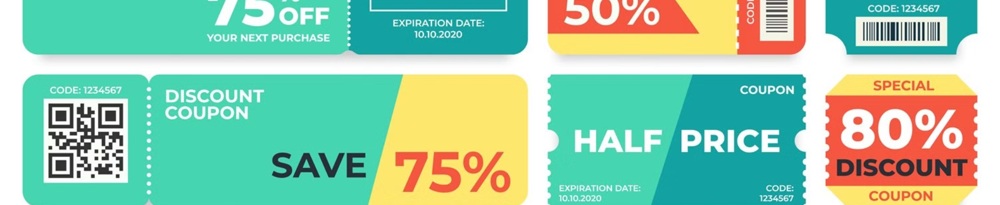 75%
OFF
YOUR NEXT PURCHASE
EXPIRATION DATE:
10.10.2020
50%
CODE
CODE: 1234567
CODE: 1234567
DISCOUNT
COUPON
SAVE 75%
COUPON
HALF PRICE
EXPIRATION DATE:
10.10.2020
CODE:
1234567
SPECIAL
80%
DISCOUNT
COUPON